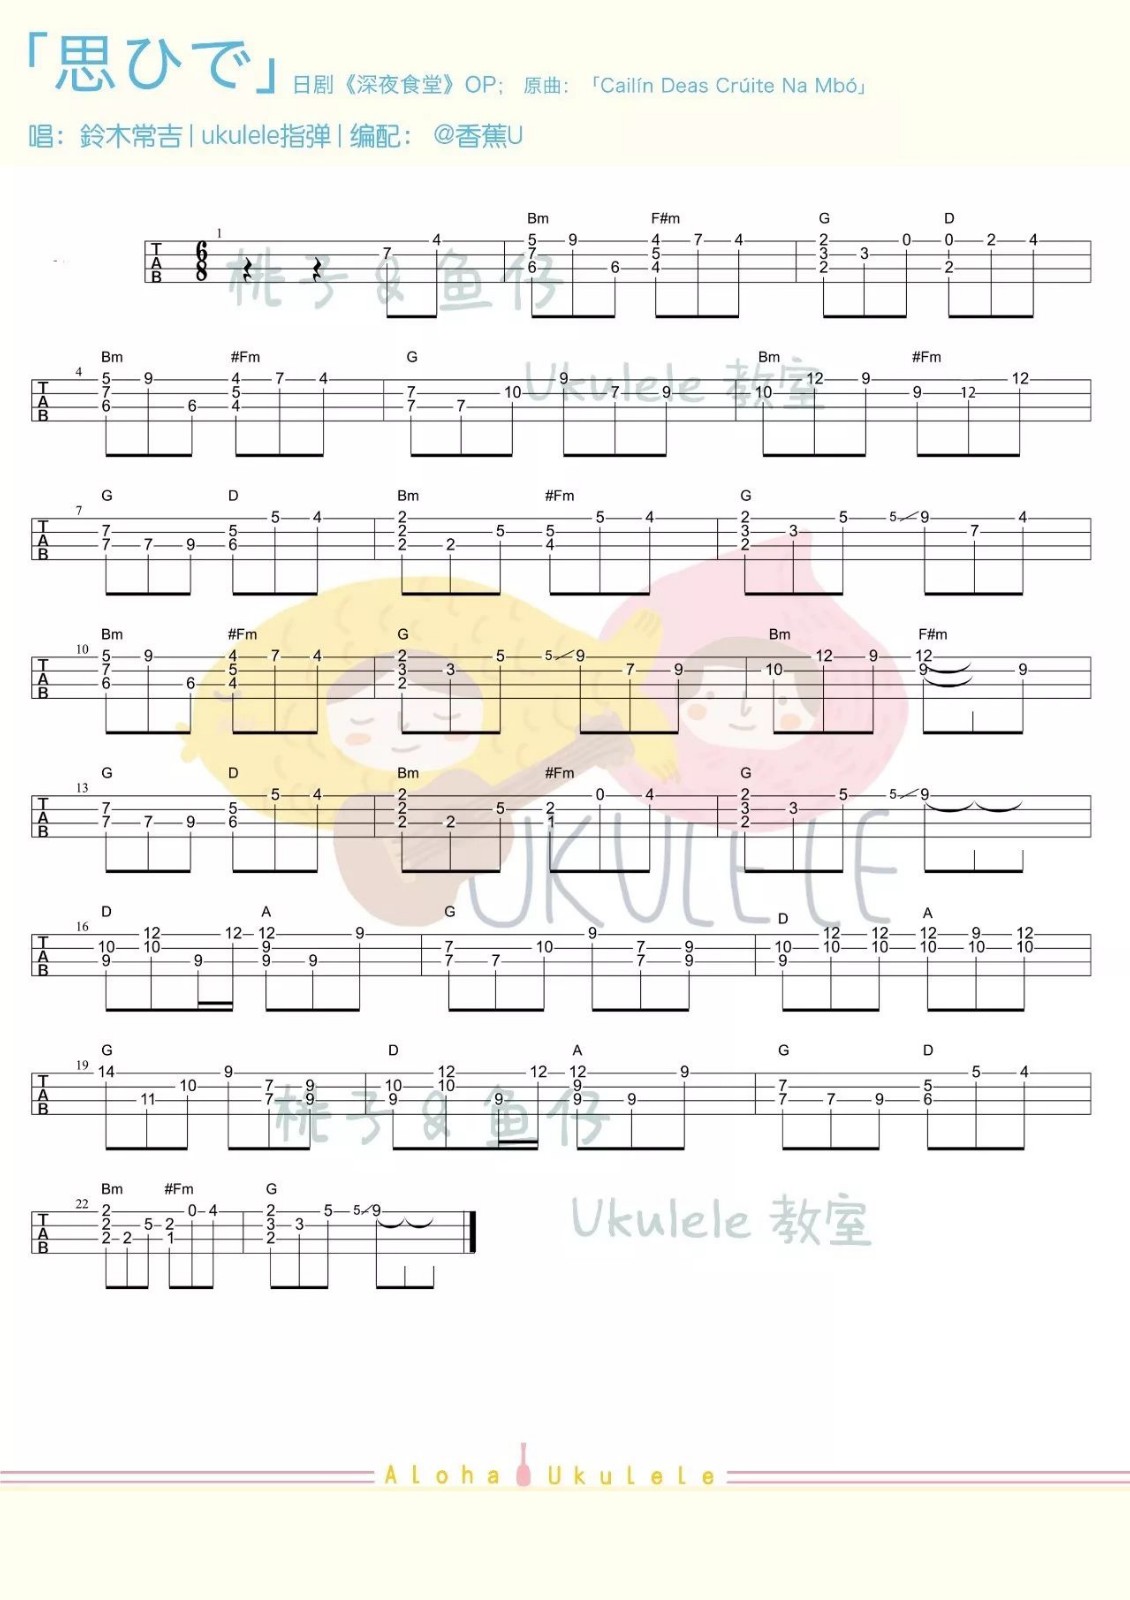 「思ひで」日剧《深夜食堂》OP； 原曲：「Cailín Deas Crúite Na Mbó」
唱：鈴木常吉|ukulele指弹|编配： @香蕉U
Bm F#m G D
1
T 6 7 4 5 9 4 7 4 2 0 0 2 4
A 8 7 5 3 3
B 6 6 4 2 2
桃子&鱼仔
Bm #Fm G Bm #Fm
4
T 5 9 4 7 4 9 12 9 12
A 7 5 7 10 7 9 10 9 12
B 6 6 4 7 7
Ukulele 教室
G D Bm #Fm G
7
T 5 4 2 5 4 2 5 5 9 4
A 7 5 2 5 5 3 3 7
B 7 7 9 6 2 2 4 2
Bm #Fm G Bm F#m
10
T 5 9 4 7 4 2 5 5 9 12 9 12
A 7 5 3 3 7 9 10 9 9
B 6 6 4 2
G D Bm #Fm G
13
T 5 4 2 0 4 2 5 5 9
A 7 5 2 5 2 3 3
B 7 7 9 6 2 2 1 2
UKULELE
D A G D A
16
T 12 12 12 9 9 12 12 12 9 12
A 10 10 9 7 10 7 9 10 10 10 10 10 10
B 9 9 9 9 7 7 7 9 9
G D A G D
19
T 14 9 12 12 12 9 5 4
A 10 7 9 10 10 9 7 5
B 11 7 9 9 9 9 9 7 7 9 6
桃子&鱼仔
Bm #Fm G
22
T 2 0 4 2 5 5 9
A 2 5 2 3 3
B 2 2 1 2
Ukulele 教室
Aloha Ukulele